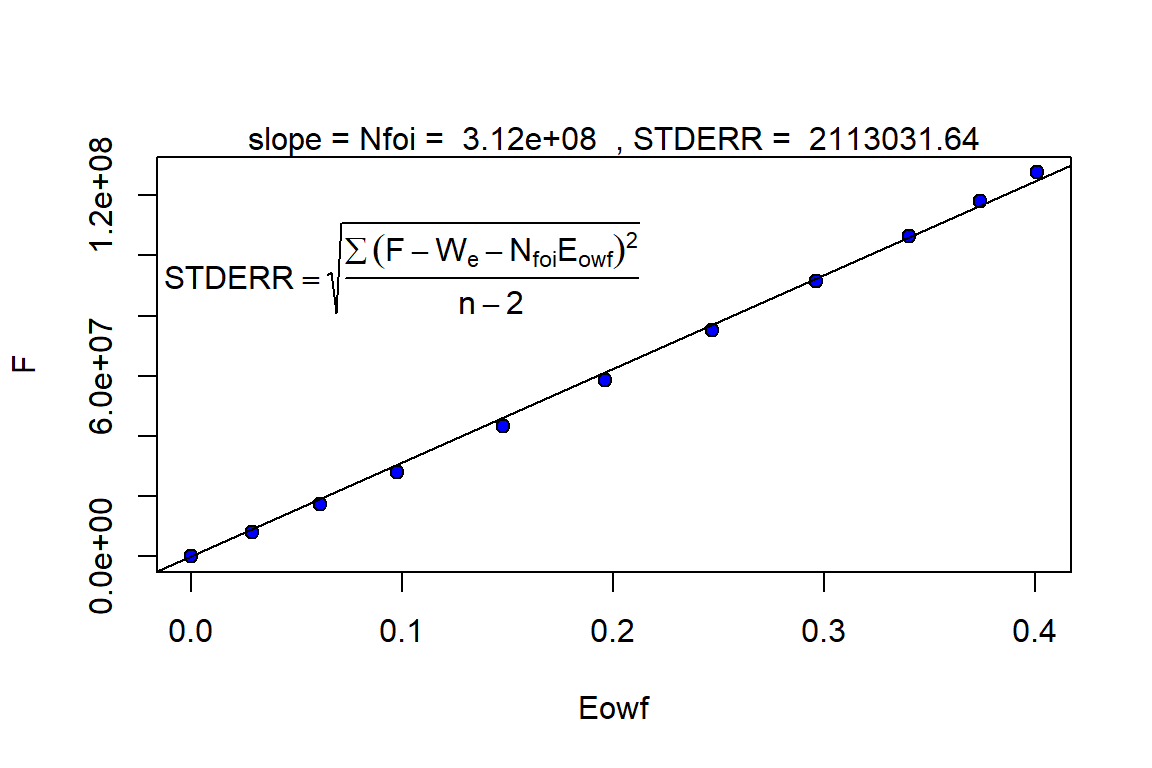 slope = Nfoi =  3.12e+08  , STDERR =  2113031.64
STDERR = √(∑(F − Wₑ − N_foi E_owf)² / (n − 2))
F
1.2e+08
6.0e+07
0.0e+00
0.0 0.1 0.2 0.3 0.4
Eowf